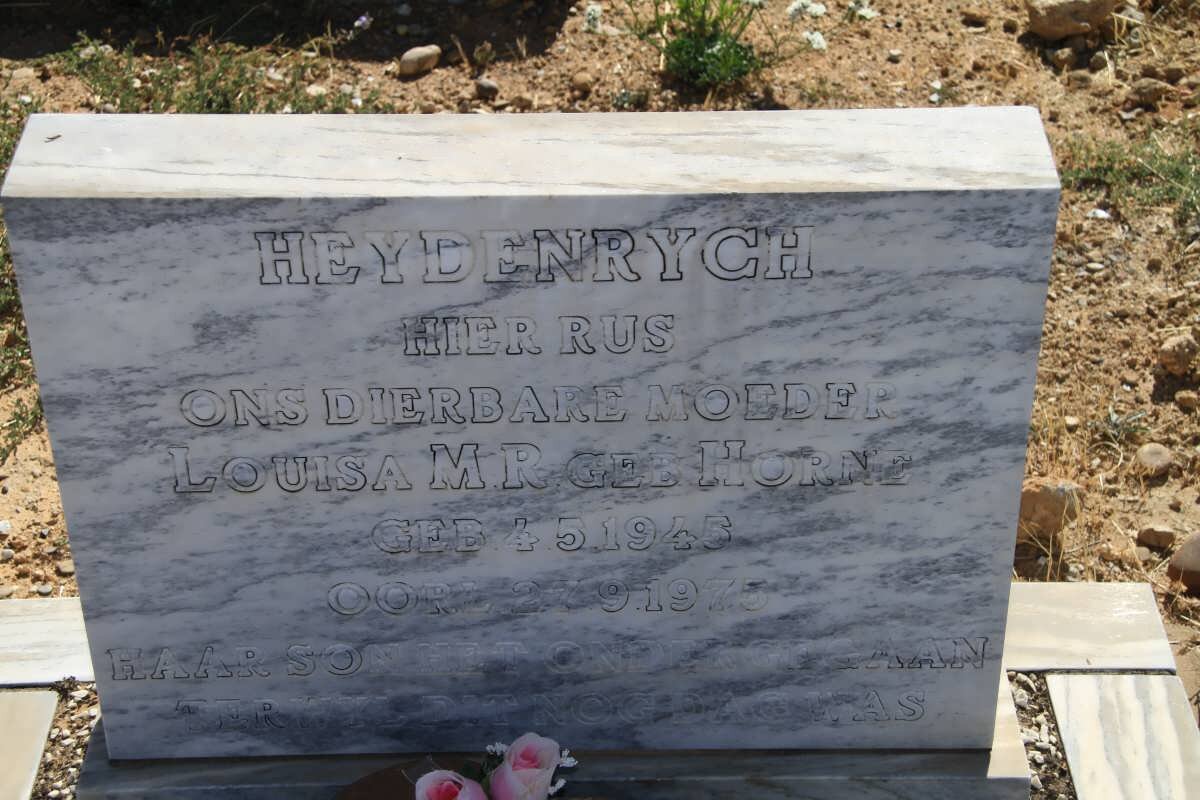 HEYDENRYCH
HIER RUS
ONS DIERBARE MOEDER
LOUISA M.R. GEB HORNE
GEB. 4.5.1945
OORL. 27.9.1975
HAAR SON HET ONDERGEGAAN
TERWYL DIT NOG DAG WAS